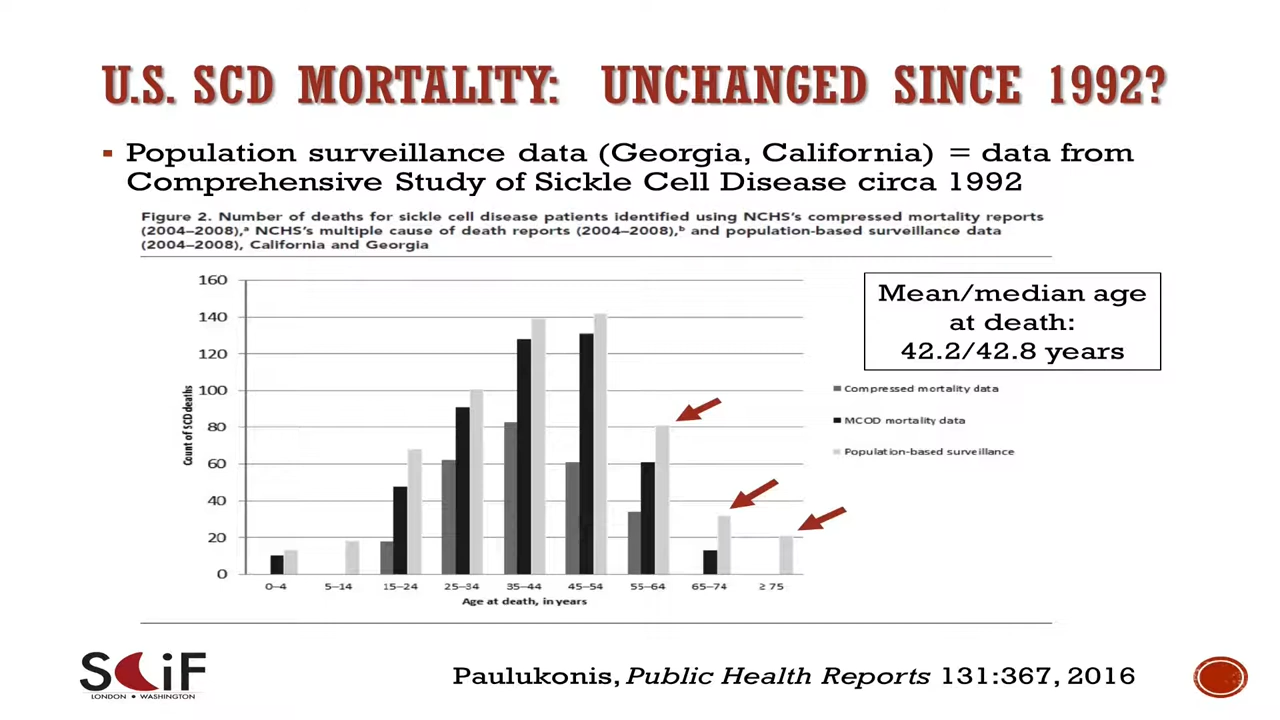 U.S. SCD MORTALITY: UNCHANGED SINCE 1992?
Population surveillance data (Georgia, California) = data from
Comprehensive Study of Sickle Cell Disease circa 1992
Figure 2. Number of deaths for sickle cell disease patients identified using NCHS's compressed mortality reports
(2004–2008),ª NCHS's multiple cause of death reports (2004–2008),ᵇ and population-based surveillance data
(2004–2008), California and Georgia
Mean/median age
at death:
42.2/42.8 years
160
140
120
100
80
60
40
20
0
Count of SCD deaths
0–4 5–14 15–24 25–34 35–44 45–54 55–64 65–74 ≥ 75
Age at death, in years
Compressed mortality data
MCOD mortality data
Population-based surveillance
SCiF
LONDON • WASHINGTON
Paulukonis, Public Health Reports 131:367, 2016